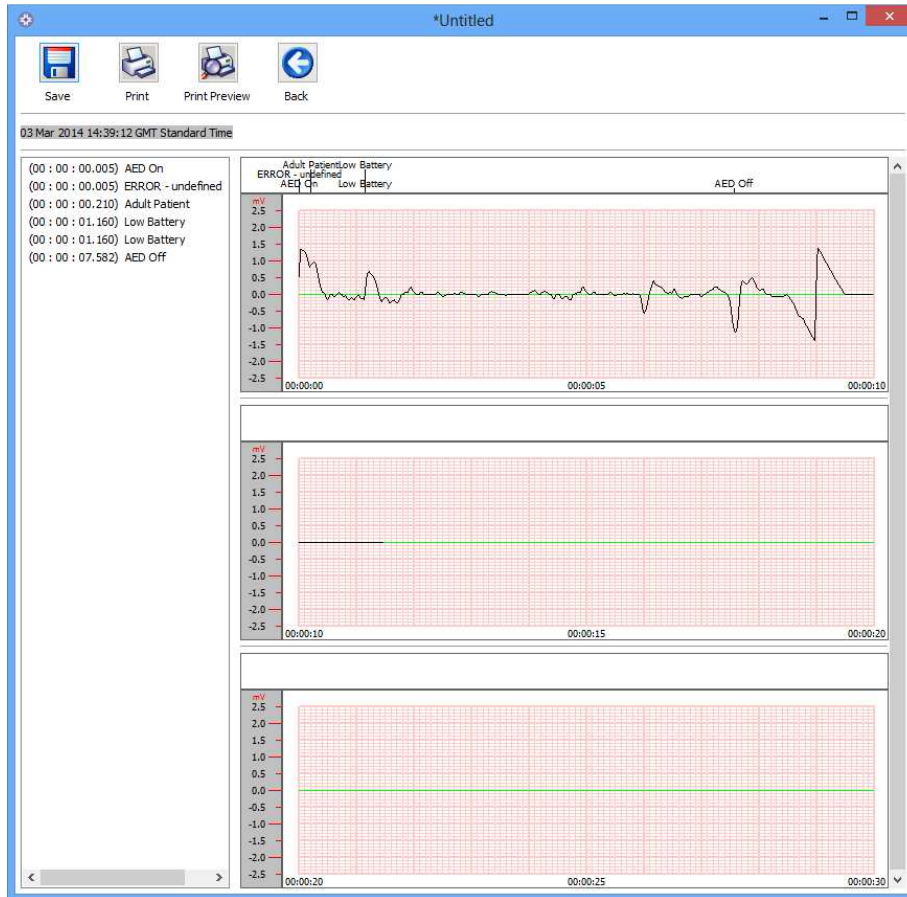 *Untitled
Save Print Print Preview Back
03 Mar 2014 14:39:12 GMT Standard Time
(00 : 00 : 00.005) AED On
(00 : 00 : 00.005) ERROR - undefined
(00 : 00 : 00.210) Adult Patient
(00 : 00 : 01.160) Low Battery
(00 : 00 : 01.160) Low Battery
(00 : 00 : 07.582) AED Off
Adult Patient Low Battery
ERROR - undefined
AED On Low Battery AED Off
mV
2.5
2.0
1.5
1.0
0.5
0.0
-0.5
-1.0
-1.5
-2.0
-2.5
00:00:00 00:00:05 00:00:10
mV
2.5
2.0
1.5
1.0
0.5
0.0
-0.5
-1.0
-1.5
-2.0
-2.5
00:00:10 00:00:15 00:00:20
mV
2.5
2.0
1.5
1.0
0.5
0.0
-0.5
-1.0
-1.5
-2.0
-2.5
00:00:20 00:00:25 00:00:30